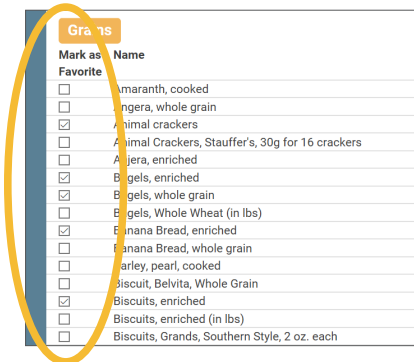 Grains
Mark as Name
Favorite
Amaranth, cooked
Angera, whole grain
Animal crackers
Animal Crackers, Stauffer's, 30g for 16 crackers
Anjera, enriched
Bagels, enriched
Bagels, whole grain
Bagels, Whole Wheat (in lbs)
Banana Bread, enriched
Banana Bread, whole grain
Barley, pearl, cooked
Biscuit, Belvita, Whole Grain
Biscuits, enriched
Biscuits, enriched (in lbs)
Biscuits, Grands, Southern Style, 2 oz. each